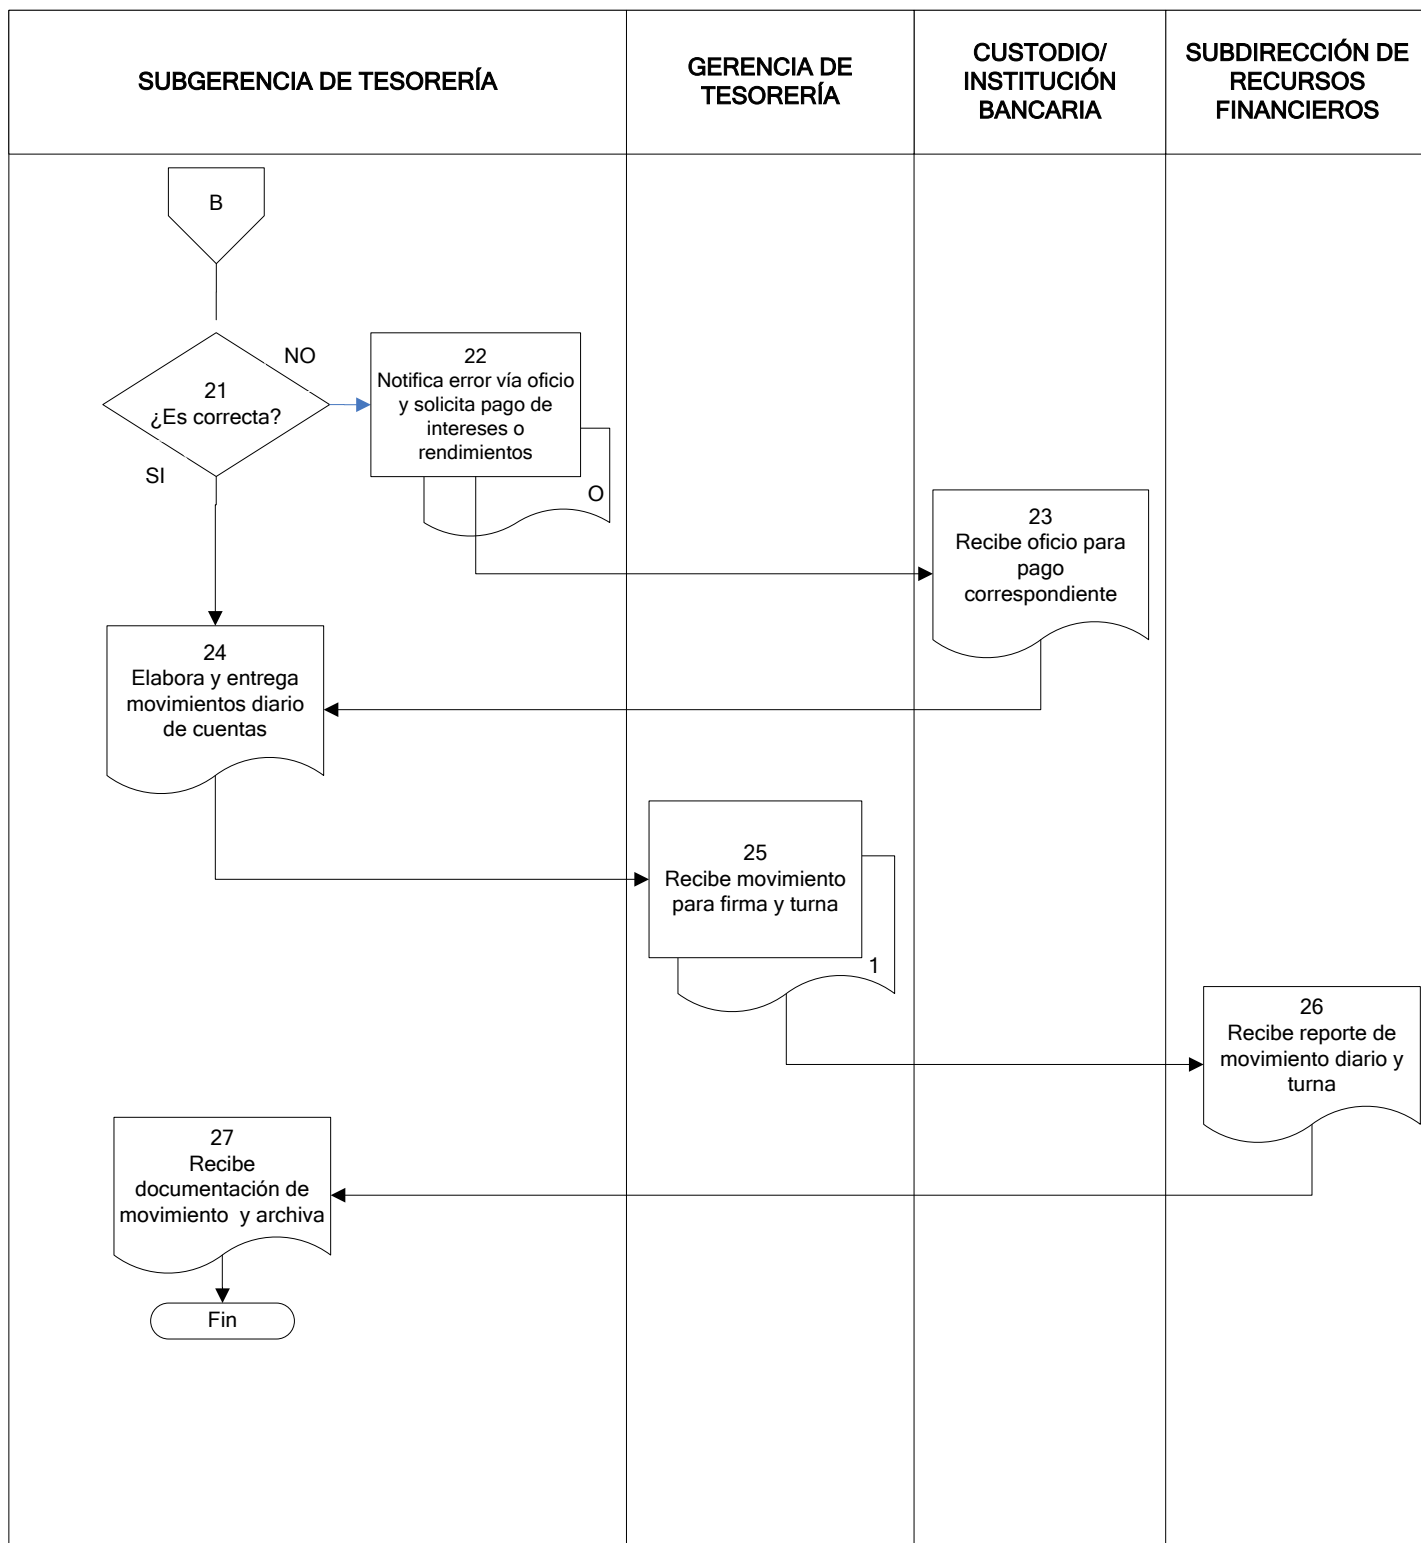 SUBGERENCIA DE TESORERÍA
GERENCIA DE
TESORERÍA
CUSTODIO/
INSTITUCIÓN
BANCARIA
SUBDIRECCIÓN DE
RECURSOS
FINANCIEROS
B
21
¿Es correcta?
NO
SI
22
Notifica error vía oficio
y solicita pago de
intereses o
rendimientos
O
23
Recibe oficio para
pago
correspondiente
24
Elabora y entrega
movimientos diario
de cuentas
25
Recibe movimiento
para firma y turna
1
26
Recibe reporte de
movimiento diario y
turna
27
Recibe
documentación de
movimiento y archiva
Fin